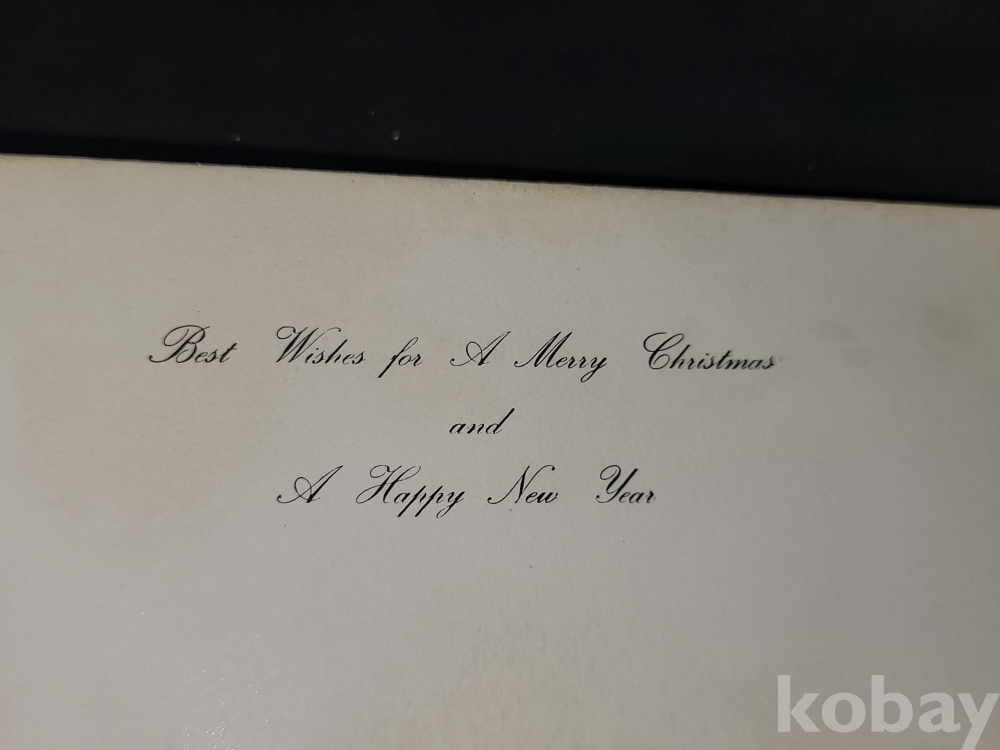 Best Wishes for A Merry Christmas
and
A Happy New Year
kobay